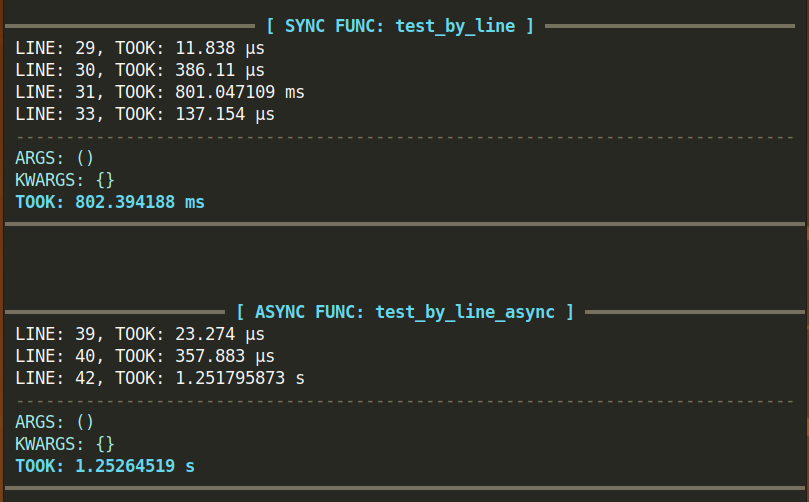 [ SYNC FUNC: test_by_line ]
LINE: 29, TOOK: 11.838 µs
LINE: 30, TOOK: 386.11 µs
LINE: 31, TOOK: 801.047109 ms
LINE: 33, TOOK: 137.154 µs
ARGS: ()
KWARGS: {}
TOOK: 802.394188 ms
[ ASYNC FUNC: test_by_line_async ]
LINE: 39, TOOK: 23.274 µs
LINE: 40, TOOK: 357.883 µs
LINE: 42, TOOK: 1.251795873 s
ARGS: ()
KWARGS: {}
TOOK: 1.25264519 s